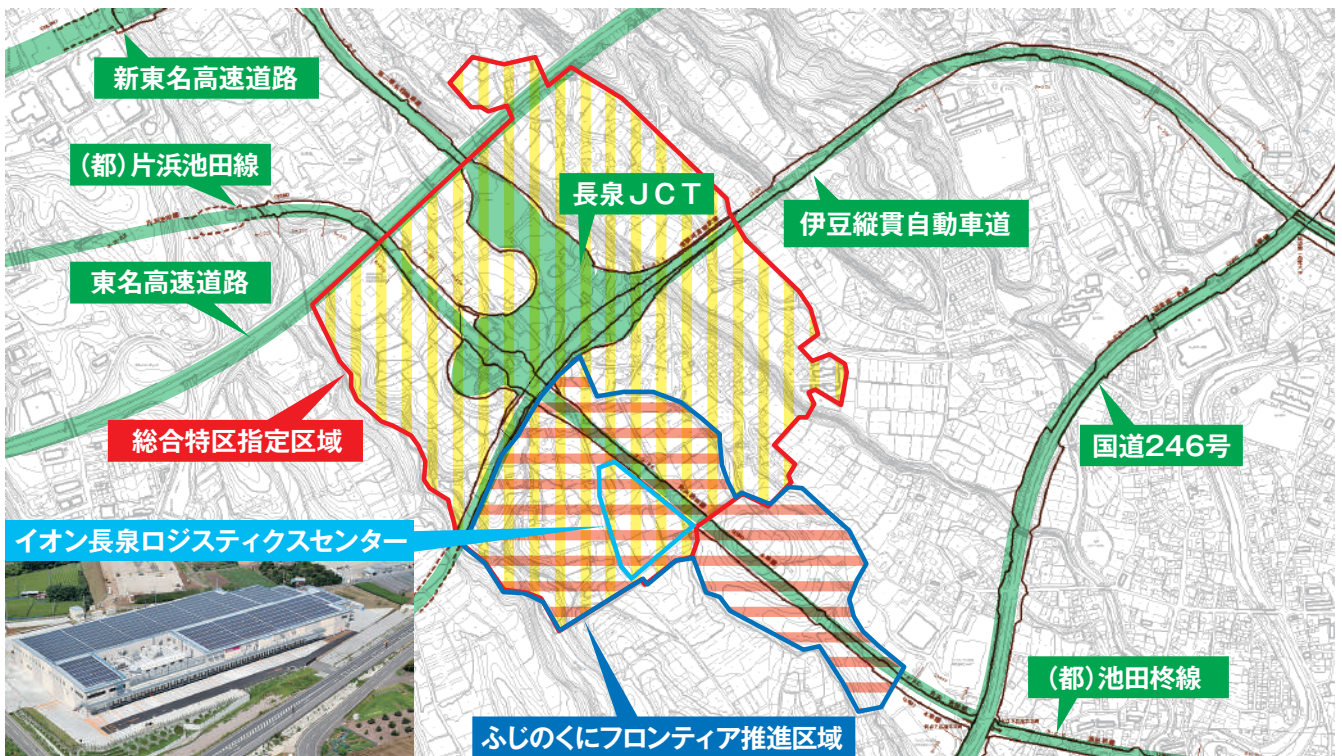 新東名高速道路
(都)片浜池田線
長泉JCT
伊豆縦貫自動車道
東名高速道路
総合特区指定区域
国道246号
イオン長泉ロジスティクスセンター
(都)池田柊線
ふじのくにフロンティア推進区域